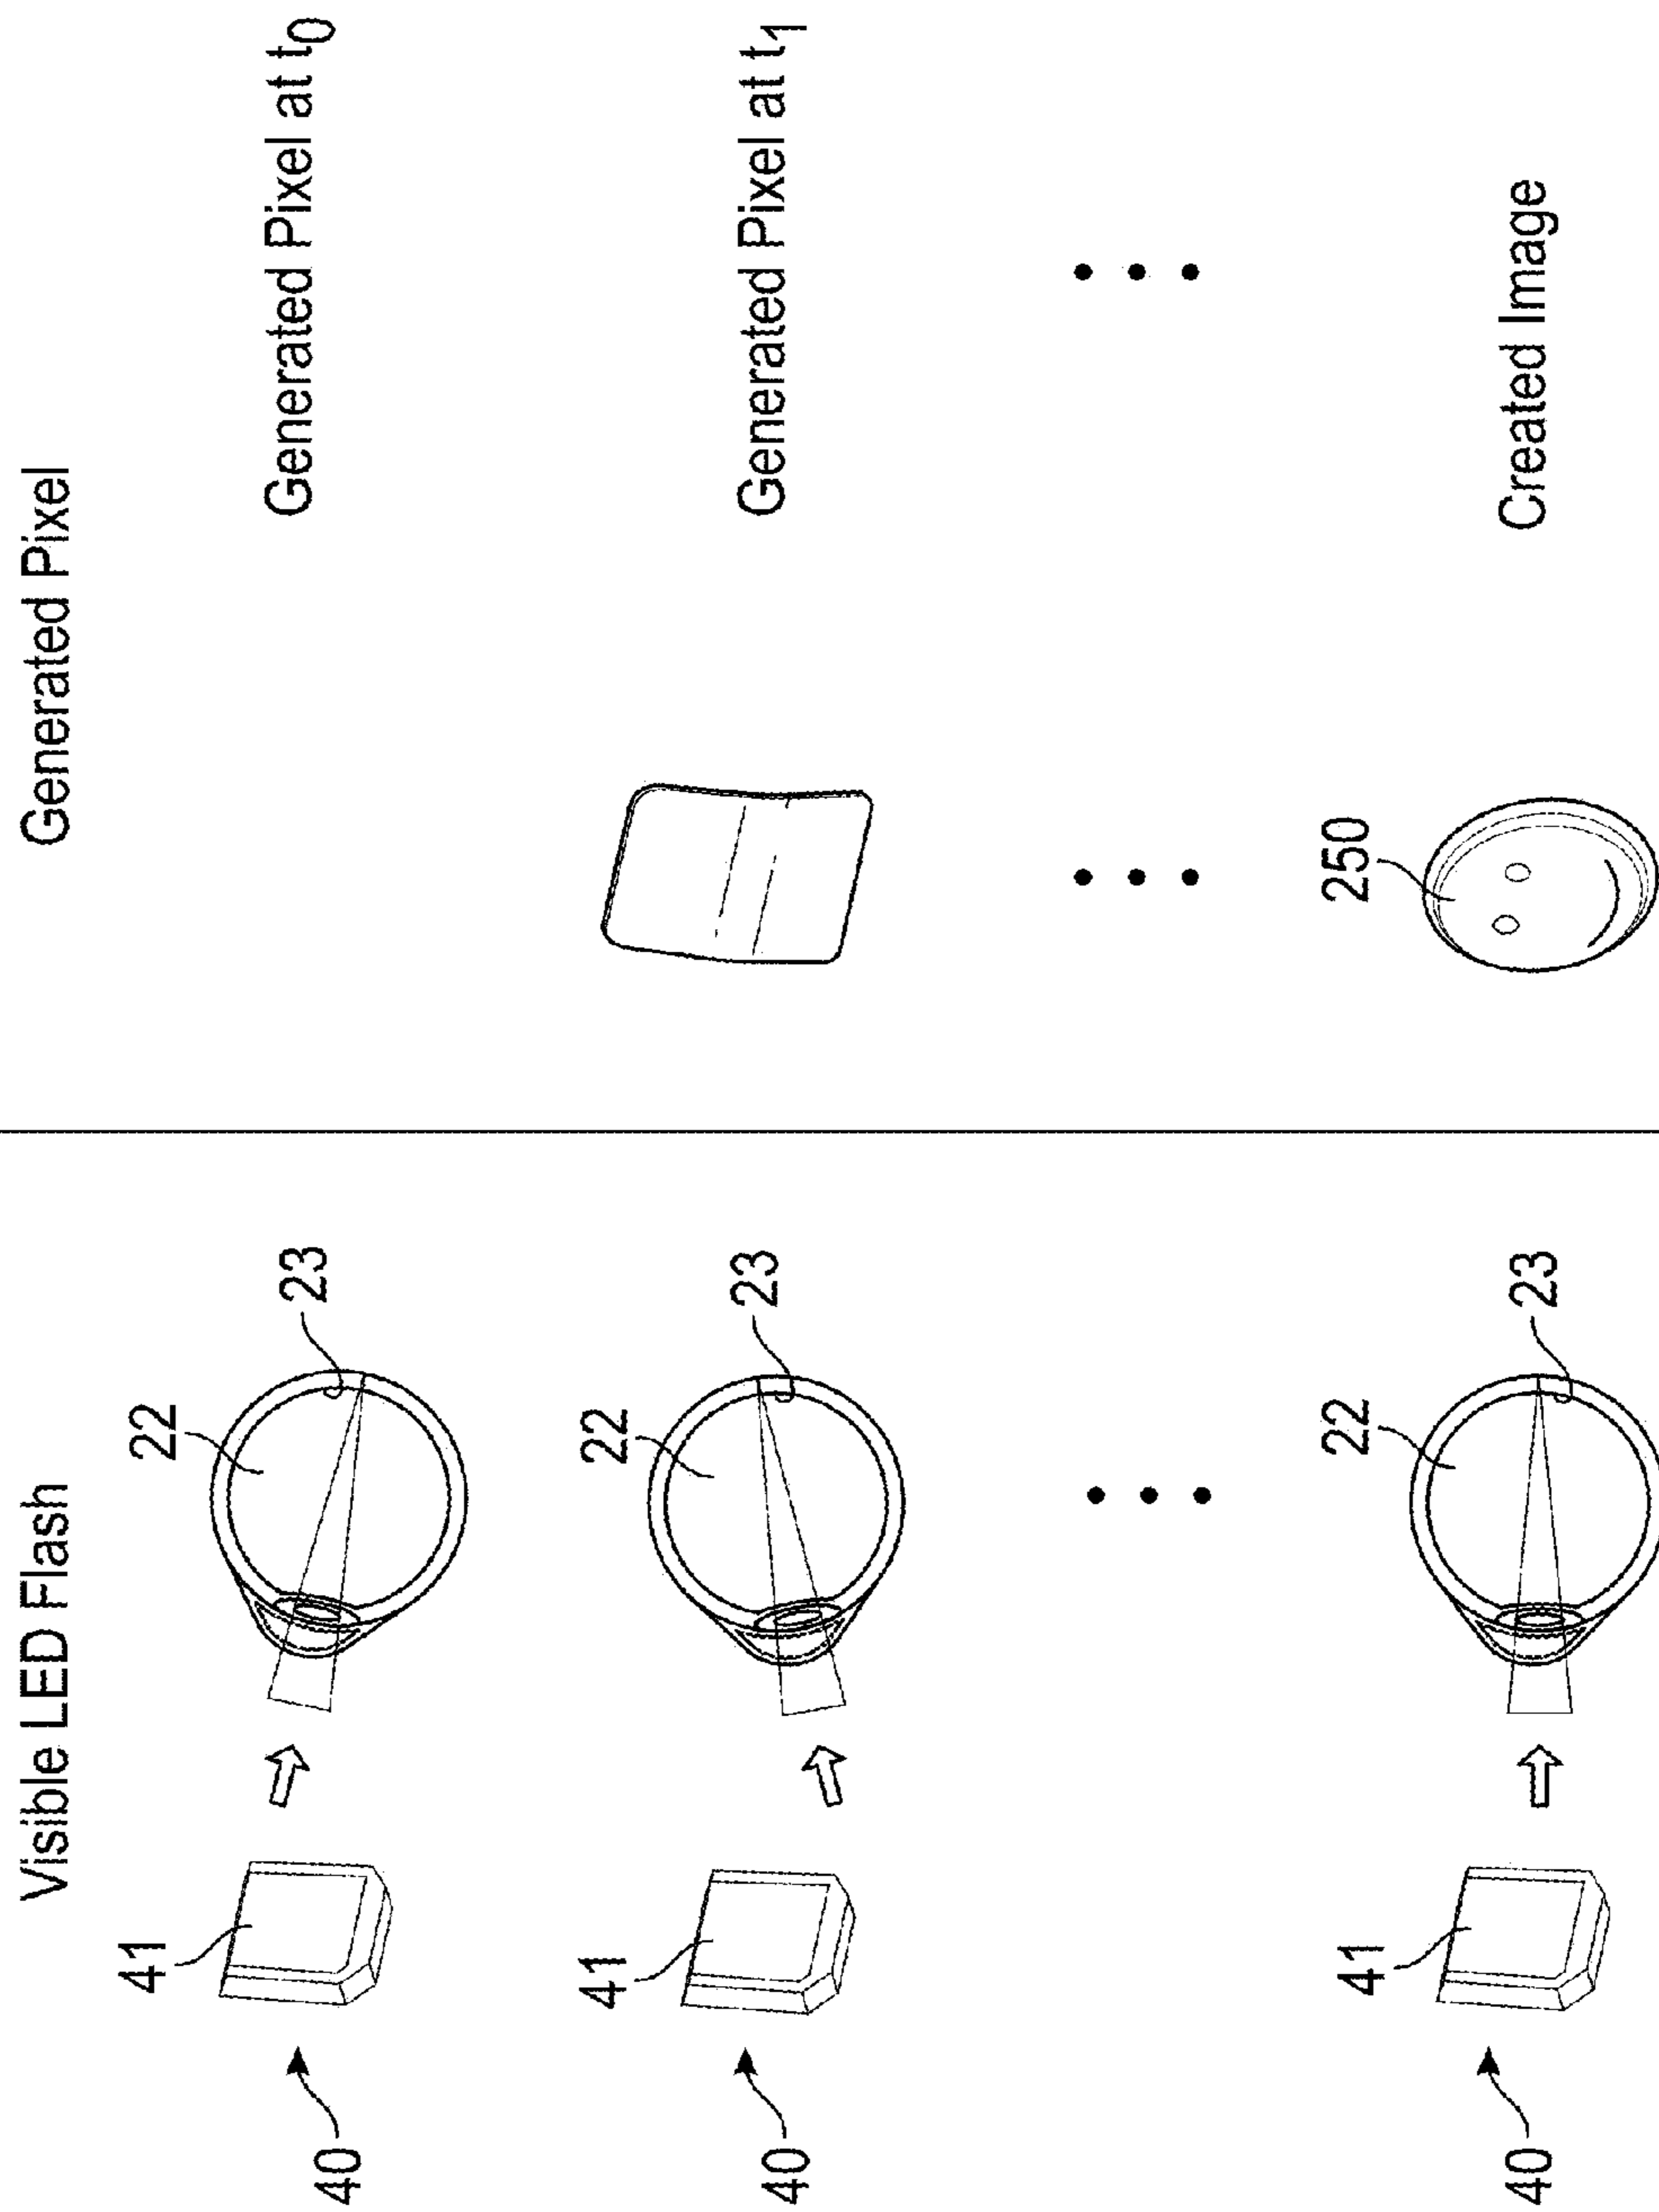 Visible LED Flash
Generated Pixel
41
22
40
23
Generated Pixel at t0
41
22
40
23
Generated Pixel at t1
41
22
250
40
23
Created Image